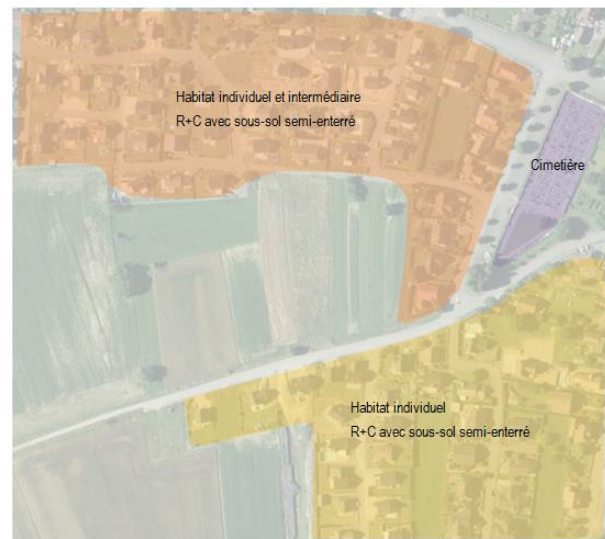 Habitat individuel et intermédiaire
R+C avec sous-sol semi-enterré
Cimetière
Habitat individuel
R+C avec sous-sol semi-enterré